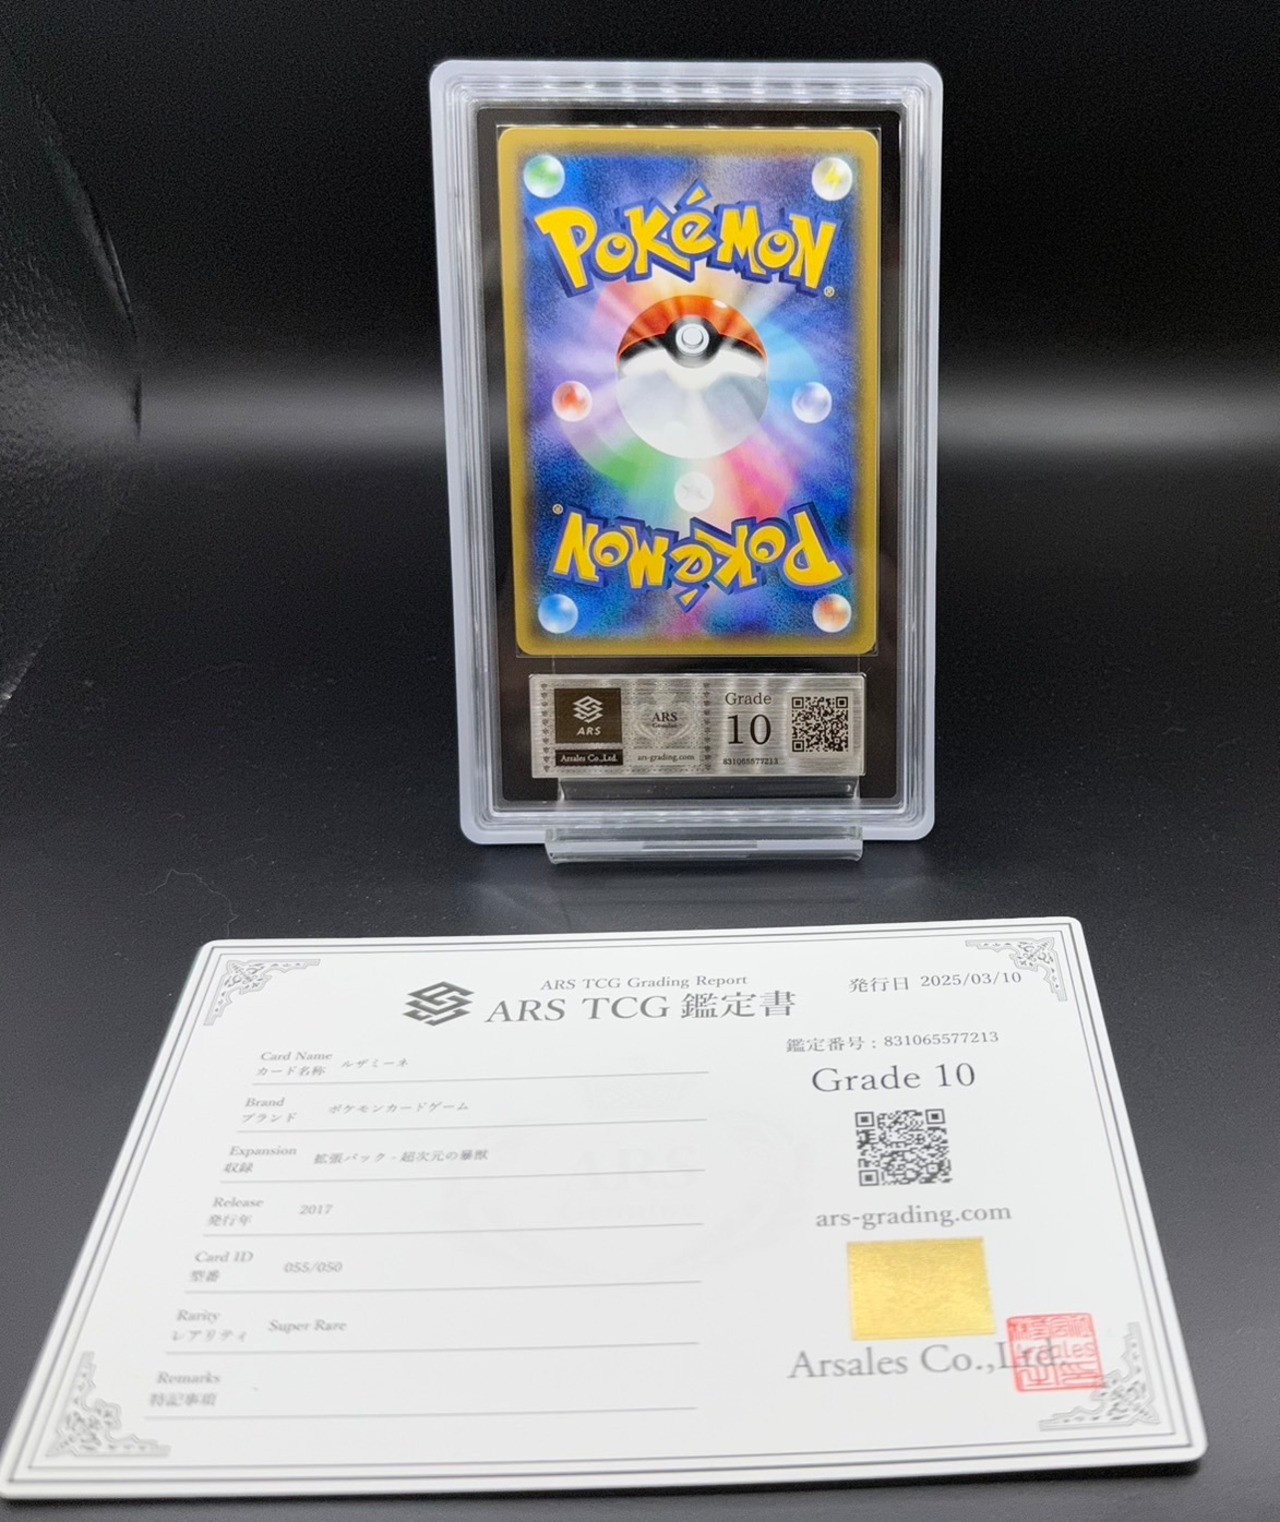 POKéMON
®
®
POKéMON
ARS
Arsales Co.,Ltd.
ARS
Genuine
ars-grading.com
Grade
10
831065577213
ARS TCG Grading Report
ARS TCG 鑑定書
発行日 2025/03/10
鑑定番号 : 831065577213
Grade 10
Card Name
カード名称 ルザミーネ
Brand
ブランド ポケモンカードゲーム
Expansion
収録 拡張パック - 超次元の暴獣
Release
発行年 2017
Card ID
型番 055/050
Rarity
レアリティ Super Rare
Remarks
特記事項
ars-grading.com
Arsales Co.,Ltd.
ARS